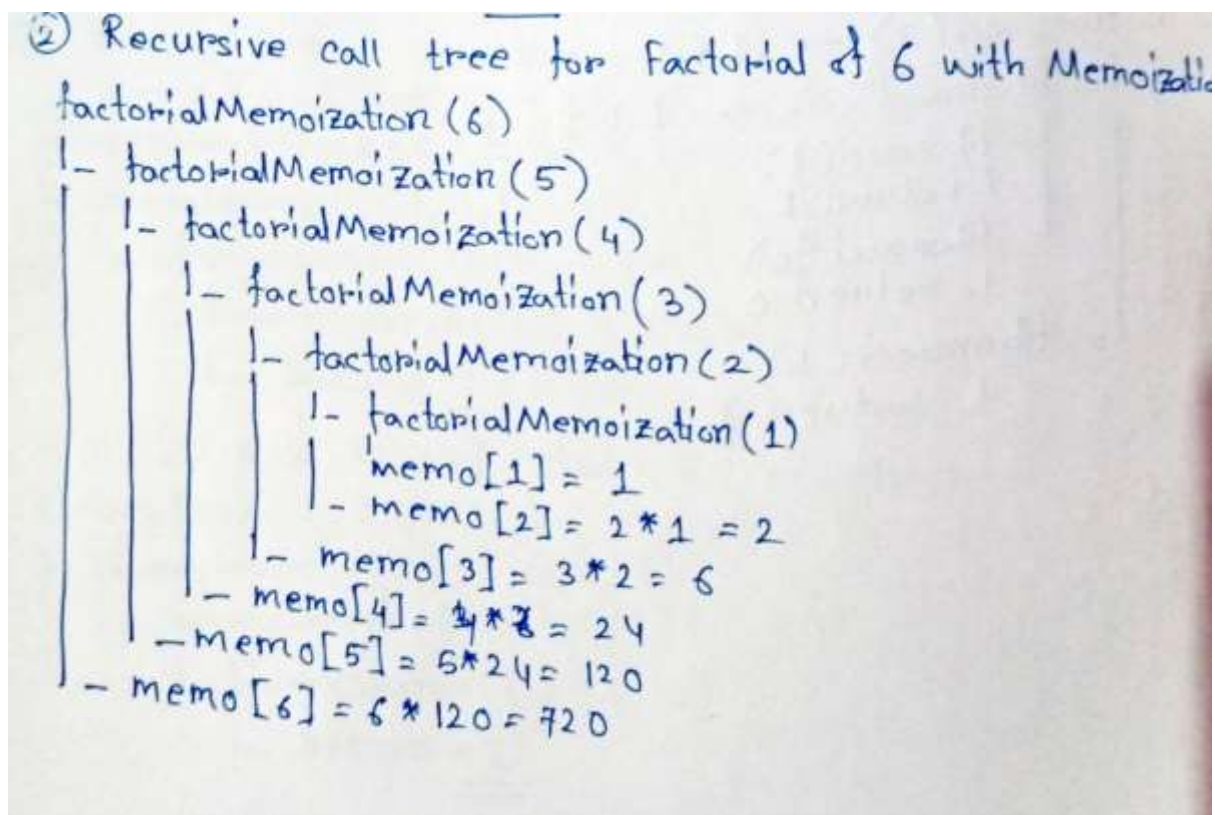 ② Recursive call tree for Factorial of 6 with Memoizatio
factorialMemoization (6)
|- factorialMemoization (5)
|- factorialMemoization (4)
|- factorialMemoization (3)
|- factorialMemoization (2)
|- factorialMemoization (1)
memo[1] = 1
|- memo [2] = 2 * 1 = 2
|- memo[3] = 3 * 2 = 6
|- memo[4] = 4 * 6 = 24
|- memo[5] = 5 * 24 = 120
|- memo [6] = 6 * 120 = 720